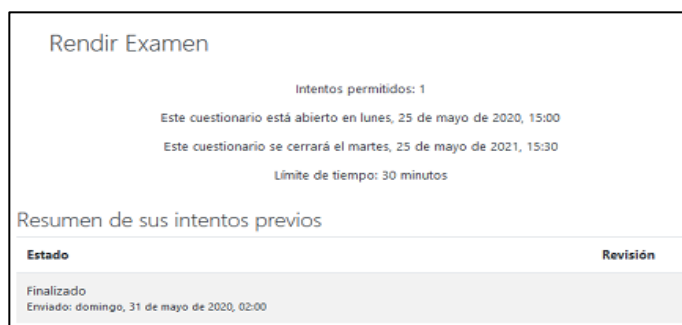 Rendir Examen
Intentos permitidos: 1
Este cuestionario está abierto en lunes, 25 de mayo de 2020, 15:00
Este cuestionario se cerrará el martes, 25 de mayo de 2021, 15:30
Límite de tiempo: 30 minutos
Resumen de sus intentos previos
Estado Revisión
Finalizado
Enviado: domingo, 31 de mayo de 2020, 02:00